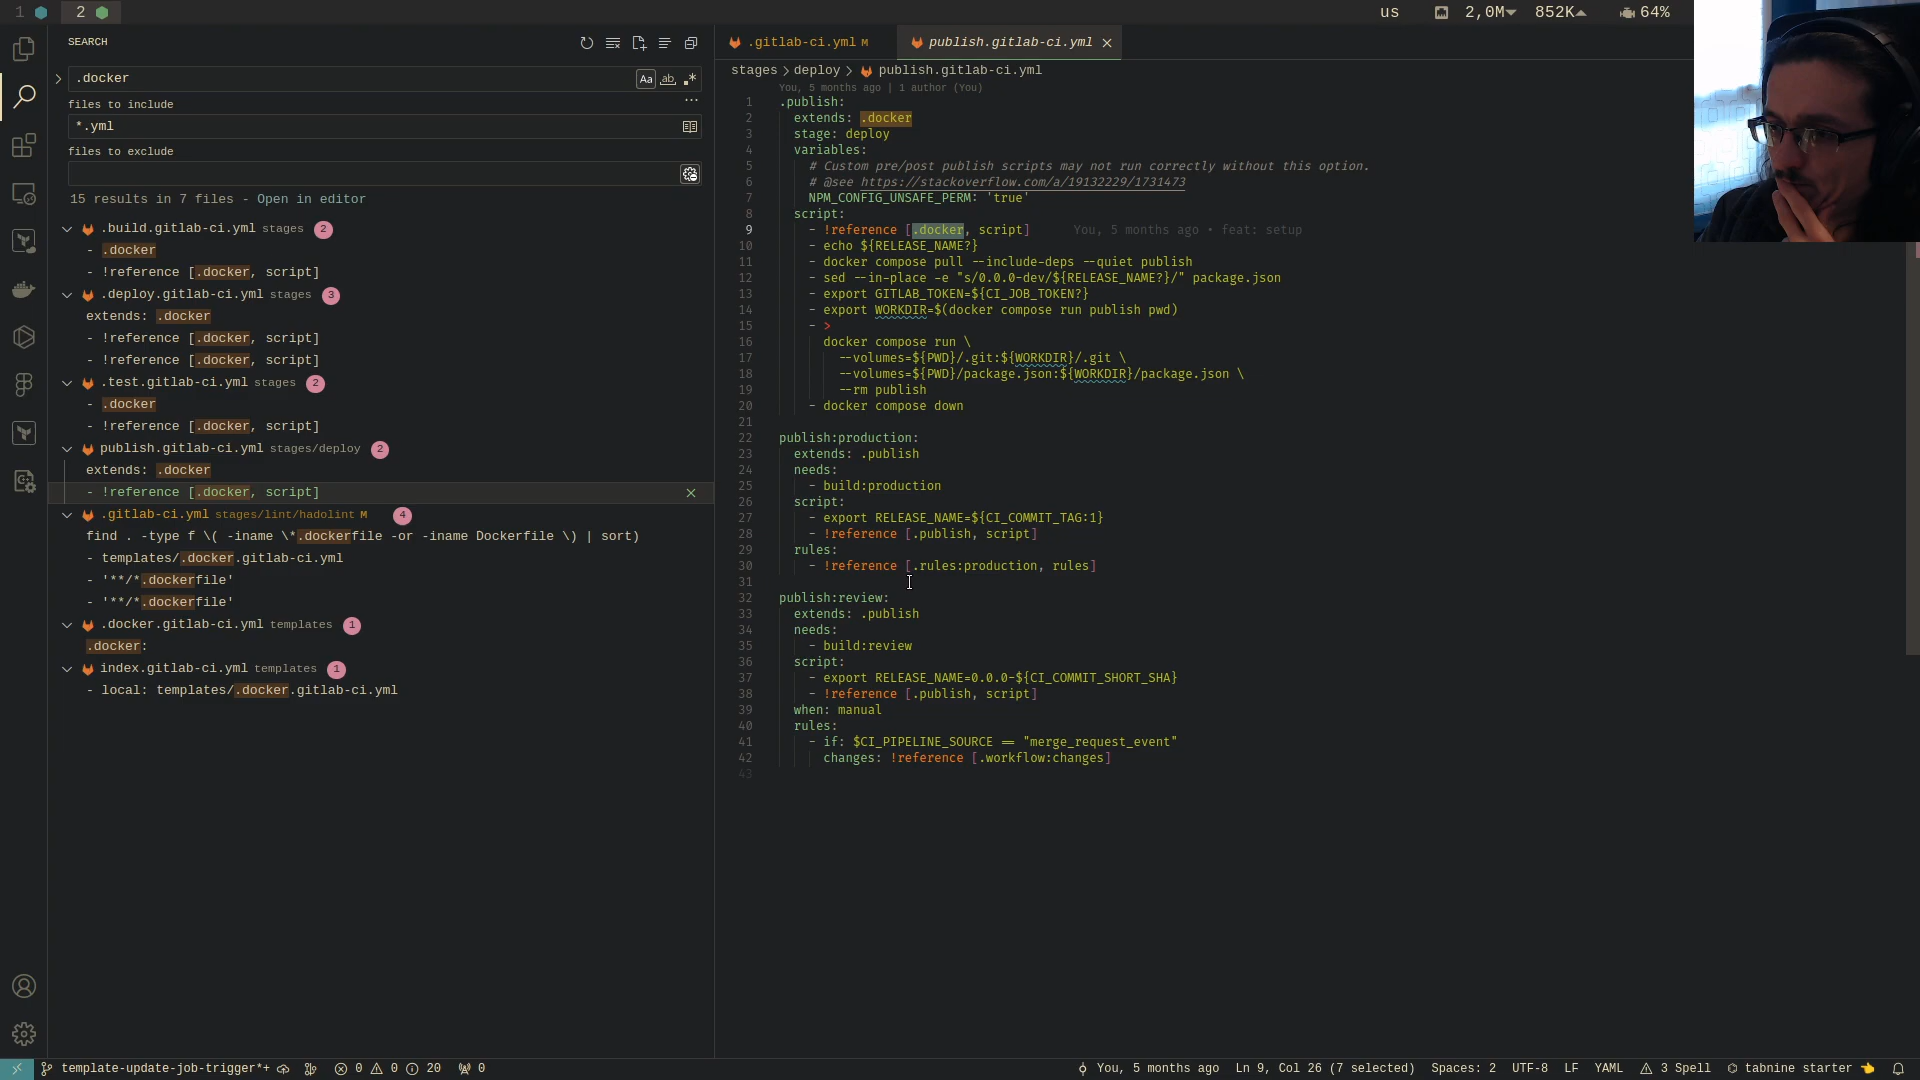 1 2 us 2,0M 852K 64%
SEARCH
.docker
Aa ab
files to include
...
*.yml
files to exclude
15 results in 7 files - Open in editor
.build.gitlab-ci.yml stages 2
- .docker
- !reference [.docker, script]
.deploy.gitlab-ci.yml stages 3
extends: .docker
- !reference [.docker, script]
- !reference [.docker, script]
.test.gitlab-ci.yml stages 2
- .docker
- !reference [.docker, script]
publish.gitlab-ci.yml stages/deploy 2
extends: .docker
- !reference [.docker, script]
.gitlab-ci.yml stages/lint/hadolint M 4
find . -type f \( -iname \*.dockerfile -or -iname Dockerfile \) | sort)
- templates/.docker.gitlab-ci.yml
- '**/*.dockerfile'
- '**/*.dockerfile'
.docker.gitlab-ci.yml templates 1
.docker:
index.gitlab-ci.yml templates 1
- local: templates/.docker.gitlab-ci.yml
.gitlab-ci.yml M publish.gitlab-ci.yml
stages > deploy > publish.gitlab-ci.yml
You, 5 months ago | 1 author (You)
1 .publish:
2 extends: .docker
3 stage: deploy
4 variables:
5 # Custom pre/post publish scripts may not run correctly without this option.
6 # @see https://stackoverflow.com/a/19132229/1731473
7 NPM_CONFIG_UNSAFE_PERM: 'true'
8 script:
9 - !reference [.docker, script] You, 5 months ago • feat: setup
10 - echo ${RELEASE_NAME?}
11 - docker compose pull --include-deps --quiet publish
12 - sed --in-place -e "s/0.0.0-dev/${RELEASE_NAME?}/" package.json
13 - export GITLAB_TOKEN=${CI_JOB_TOKEN?}
14 - export WORKDIR=$(docker compose run publish pwd)
15 - >
16 docker compose run \
17 --volumes=${PWD}/.git:${WORKDIR}/.git \
18 --volumes=${PWD}/package.json:${WORKDIR}/package.json \
19 --rm publish
20 - docker compose down
21
22 publish:production:
23 extends: .publish
24 needs:
25 - build:production
26 script:
27 - export RELEASE_NAME=${CI_COMMIT_TAG:1}
28 - !reference [.publish, script]
29 rules:
30 - !reference [.rules:production, rules]
31
32 publish:review:
33 extends: .publish
34 needs:
35 - build:review
36 script:
37 - export RELEASE_NAME=0.0.0-${CI_COMMIT_SHORT_SHA}
38 - !reference [.publish, script]
39 when: manual
40 rules:
41 - if: $CI_PIPELINE_SOURCE == "merge_request_event"
42 changes: !reference [.workflow:changes]
43
template-update-job-trigger*+ 0 0 20 0 You, 5 months ago Ln 9, Col 26 (7 selected) Spaces: 2 UTF-8 LF YAML 3 Spell tabnine starter 👈